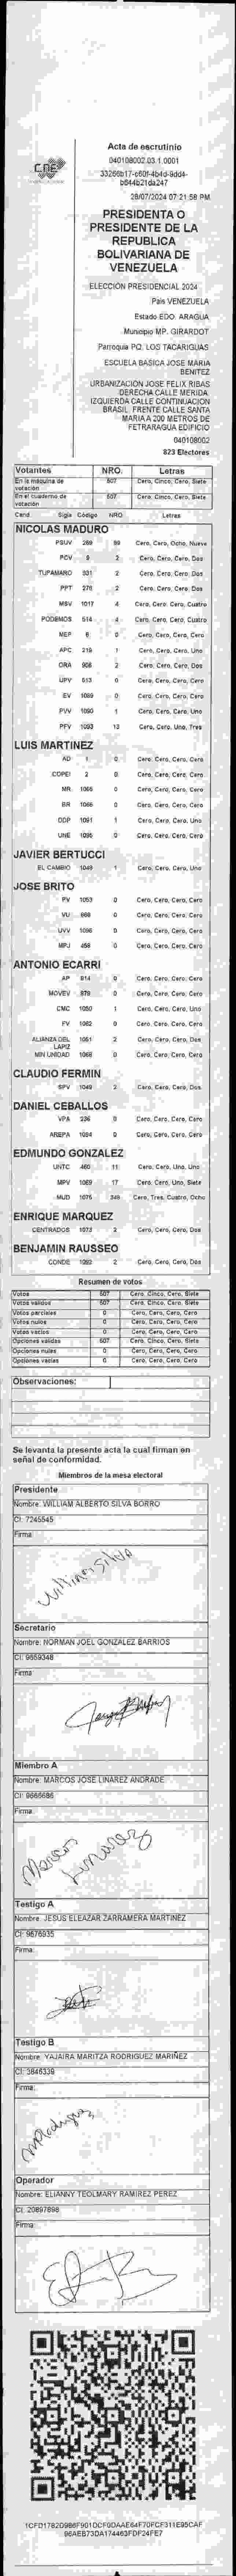 CNE
Acta de escrutinio
040108002.03.1.0001
PRESIDENTA O
PRESIDENTE DE LA
REPUBLICA
BOLIVARIANA DE
VENEZUELA
ELECCIÓN PRESIDENCIAL 2024
País VENEZUELA
Estado EDO. ARAGUA
Municipio MP. GIRARDOT
Parroquia PQ. LOS TACARIGUAS
ESCUELA BASICA JOSE MARIA
BENITEZ
URBANIZACIÓN JOSE FELIX RIBAS
DERECHA CALLE MERIDA.
IZQUIERDA CALLE CONTINUACIÓN
BRASIL. FRENTE CALLE SANTA
MARIA A 200 METROS DE
FETRARAGUA EDIFICIO
040108002
823 Electores
Votantes NRO. Letras
En la máquina de votación 507 Cero, Cinco, Cero, Siete
En el cuaderno de votación 507 Cero, Cinco, Cero, Siete
Cand Sigla Código NRO Letras
NICOLAS MADURO
PSUV 269 89 Cero, Cero, Ocho, Nueve
PCV 2 Cero, Cero, Cero, Dos
TUPAMARO 331 2 Cero, Cero, Cero, Dos
PPT 270 2 Cero, Cero, Cero, Dos
MSV 1017 4 Cero, Cero, Cero, Cuatro
PODEMOS 514 4 Cero, Cero, Cero, Cuatro
MEP 0 Cero, Cero, Cero, Cero
APC 219 1 Cero, Cero, Cero, Uno
ORA 906 2 Cero, Cero, Cero, Dos
UPV 513 0 Cero, Cero, Cero, Cero
EV 1089 0 Cero, Cero, Cero, Cero
PVV 1090 1 Cero, Cero, Cero, Uno
PFV 1093 13 Cero, Cero, Uno, Tres
LUIS MARTINEZ
AD 1 0 Cero, Cero, Cero, Cero
COPEI 2 0 Cero, Cero, Cero, Cero
MR 1065 0 Cero, Cero, Cero, Cero
BR 1066 0 Cero, Cero, Cero, Cero
DDP 1091 1 Cero, Cero, Cero, Uno
UNE 1095 0 Cero, Cero, Cero, Cero
JAVIER BERTUCCI
EL CAMBIO 1048 1 Cero, Cero, Cero, Uno
JOSE BRITO
PV 1053 0 Cero, Cero, Cero, Cero
VU 969 0 Cero, Cero, Cero, Cero
UVV 1096 0 Cero, Cero, Cero, Cero
MPJ 458 0 Cero, Cero, Cero, Cero
ANTONIO ECARRI
AP 914 0 Cero, Cero, Cero, Cero
MOVEV 979 0 Cero, Cero, Cero, Cero
CMC 1050 1 Cero, Cero, Cero, Uno
FV 1062 0 Cero, Cero, Cero, Cero
ALIANZA DEL LAPIZ 1051 2 Cero, Cero, Cero, Dos
MIN UNIDAD 1068 0 Cero, Cero, Cero, Cero
CLAUDIO FERMIN
SPV 1049 2 Cero, Cero, Cero, Dos
DANIEL CEBALLOS
VPA 236 0 Cero, Cero, Cero, Cero
AREPA 1094 0 Cero, Cero, Cero, Cero
EDMUNDO GONZALEZ
UNTC 460 11 Cero, Cero, Uno, Uno
MPV 1069 17 Cero, Cero, Uno, Siete
MUD 1075 348 Cero, Tres, Cuatro, Ocho
ENRIQUE MARQUEZ
CENTRADOS 1073 2 Cero, Cero, Cero, Dos
BENJAMIN RAUSSEO
CONDE 1092 2 Cero, Cero, Cero, Dos
Resumen de votos
Votos 507 Cero, Cinco, Cero, Siete
Votos válidos 507 Cero, Cinco, Cero, Siete
Votos parciales 0 Cero, Cero, Cero, Cero
Votos nulos 0 Cero, Cero, Cero, Cero
Votos vacíos 0 Cero, Cero, Cero, Cero
Opciones válidas 507 Cero, Cinco, Cero, Siete
Opciones nulas 0 Cero, Cero, Cero, Cero
Opciones vacías 0 Cero, Cero, Cero, Cero
Observaciones:
Se levanta la presente acta la cual firman en
señal de conformidad.
Miembros de la mesa electoral
Presidente
Nombre: WILLIAM ALBERTO SILVA BORRO
CI: 7245545
Firma:
William Silva
Secretario
Nombre: NORMAN JOEL GONZALEZ BARRIOS
CI: 9659348
Firma:
Miembro A
Nombre: MARCOS JOSE LINAREZ ANDRADE
CI: 9666686
Firma:
Marcos Linarez
Testigo A
Nombre: JESUS ELEAZAR ZARRAMERA MARTINEZ
CI: 9676935
Firma:
Testigo B
Nombre: YAJAIRA MARITZA RODRIGUEZ MARIÑEZ
CI: 3846339
Firma:
Operador
Nombre: ELIANNY TEOLMARY RAMIREZ PEREZ
CI: 20897898
Firma: